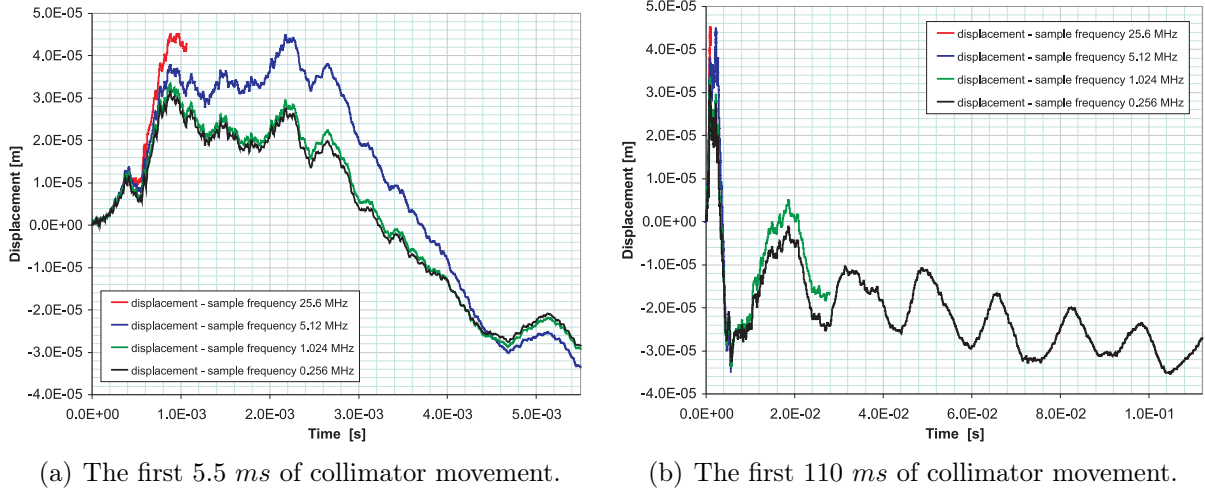 5.0E-05
4.0E-05
3.0E-05
2.0E-05
1.0E-05
0.0E+00
-1.0E-05
-2.0E-05
-3.0E-05
-4.0E-05
Displacement [m]
displacement - sample frequency 25.6 MHz
displacement - sample frequency 5.12 MHz
displacement - sample frequency 1.024 MHz
displacement - sample frequency 0.256 MHz
0.0E+00 1.0E-03 2.0E-03 3.0E-03 4.0E-03 5.0E-03
Time [s]
(a) The first 5.5 ms of collimator movement.
5.0E-05
4.0E-05
3.0E-05
2.0E-05
1.0E-05
0.0E+00
-1.0E-05
-2.0E-05
-3.0E-05
-4.0E-05
Displacement [m]
displacement - sample frequency 25.6 MHz
displacement - sample frequency 5.12 MHz
displacement - sample frequency 1.024 MHz
displacement - sample frequency 0.256 MHz
0.0E+00 2.0E-02 4.0E-02 6.0E-02 8.0E-02 1.0E-01
Time [s]
(b) The first 110 ms of collimator movement.